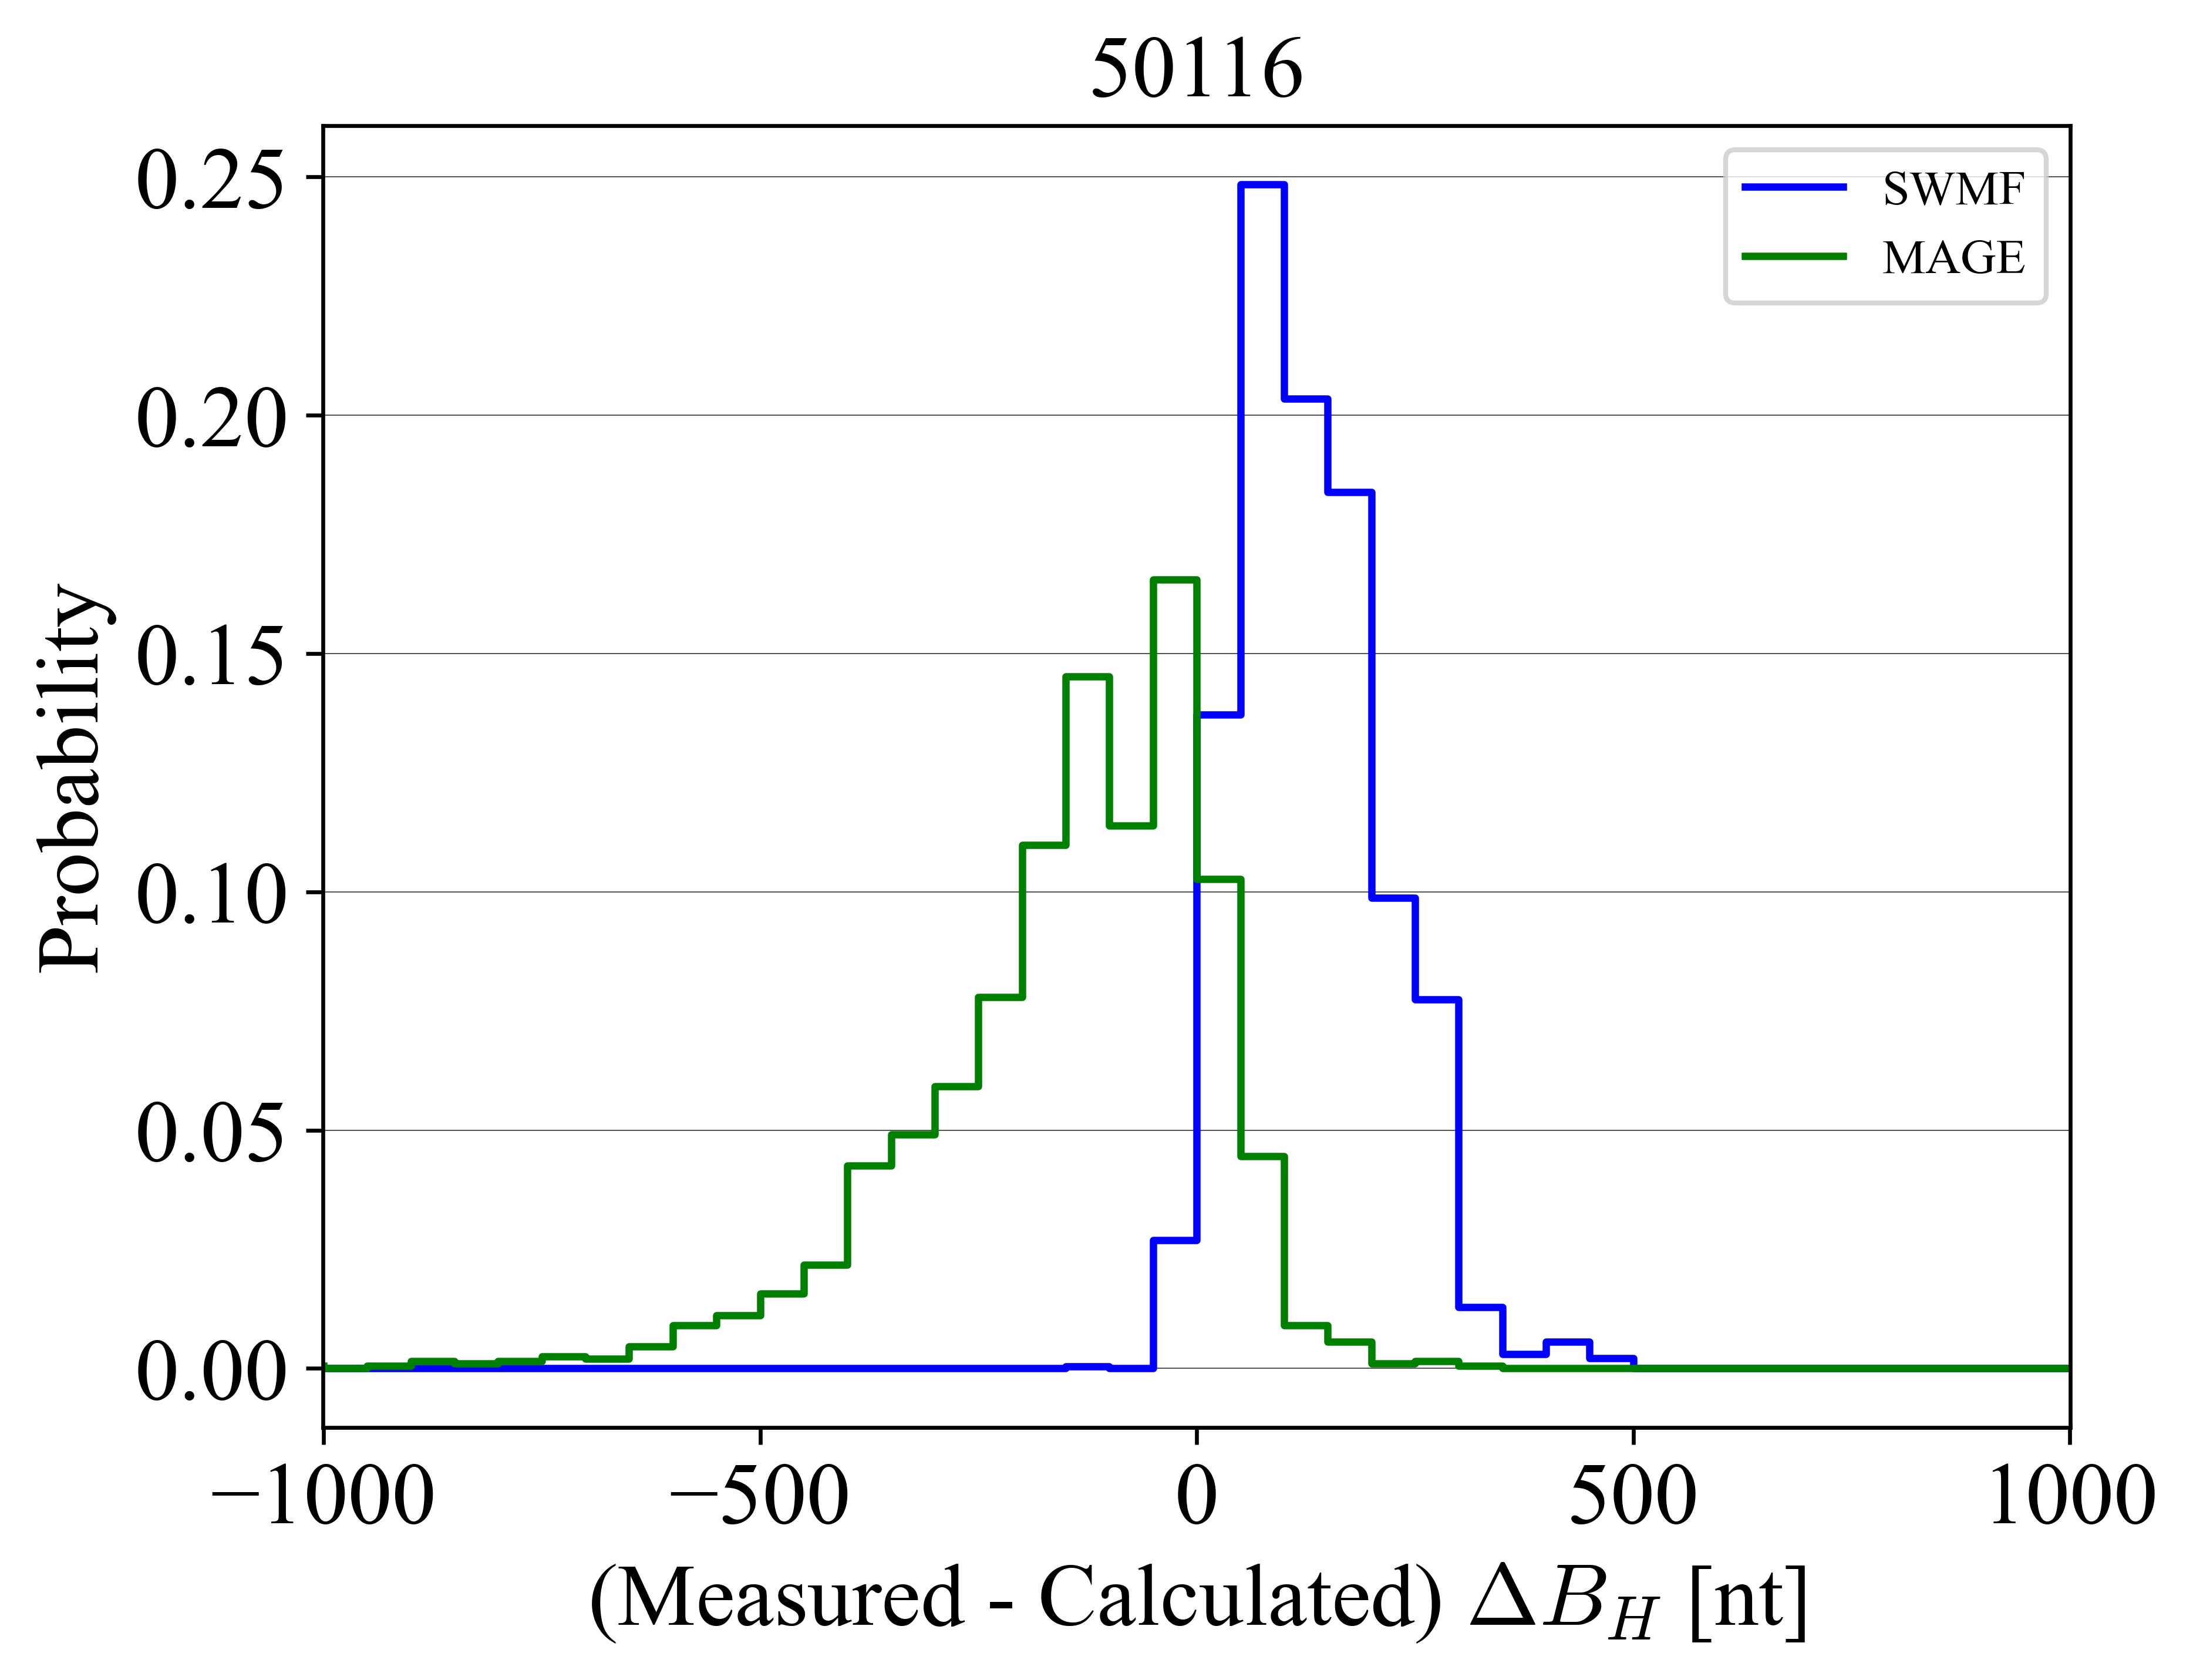 50116
0.25
0.20
0.15
0.10
0.05
0.00
Probability
SWMF
MAGE
−1000 −500 0 500 1000
(Measured - Calculated) ΔB_H [nt]